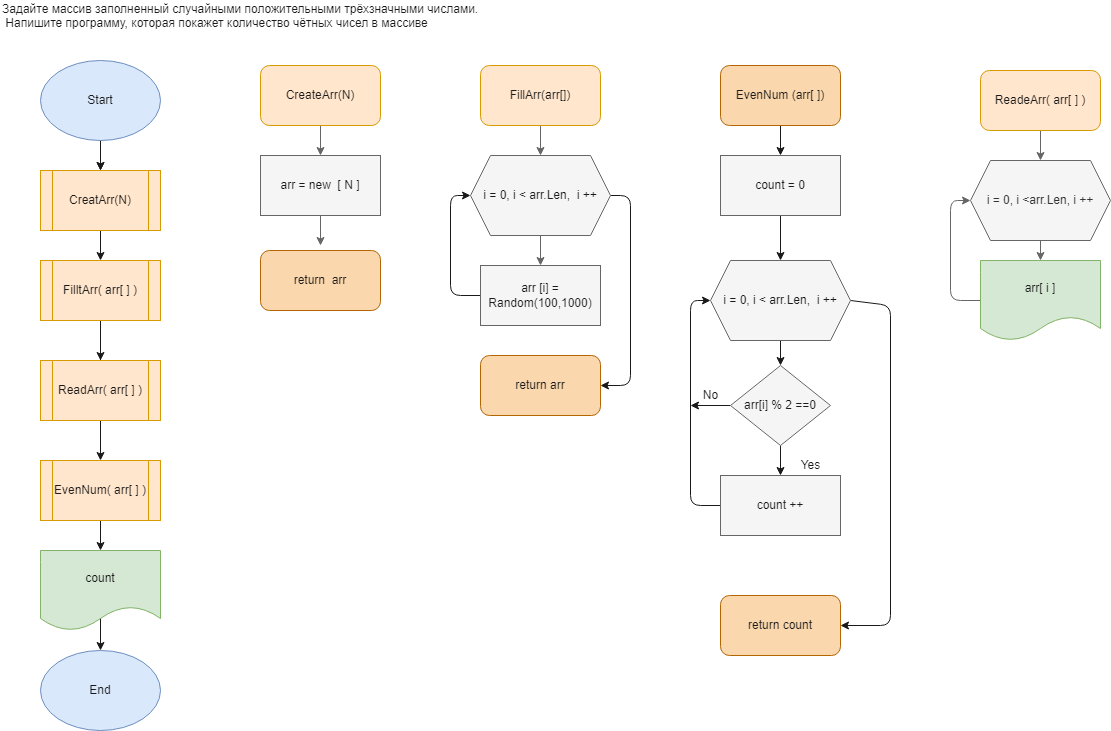 Задайте массив заполненный случайными положительными трёхзначными числами.
Напишите программу, которая покажет количество чётных чисел в массиве
Start
CreatArr(N)
FilltArr( arr[ ] )
ReadArr( arr[ ] )
EvenNum( arr[ ] )
count
End
CreateArr(N)
arr = new [ N ]
return arr
FillArr(arr[])
i = 0, i < arr.Len, i ++
arr [i] =
Random(100,1000)
return arr
EvenNum (arr[ ])
count = 0
i = 0, i < arr.Len, i ++
No
arr[i] % 2 ==0
Yes
count ++
return count
ReadeArr( arr[ ] )
i = 0, i <arr.Len, i ++
arr[ i ]